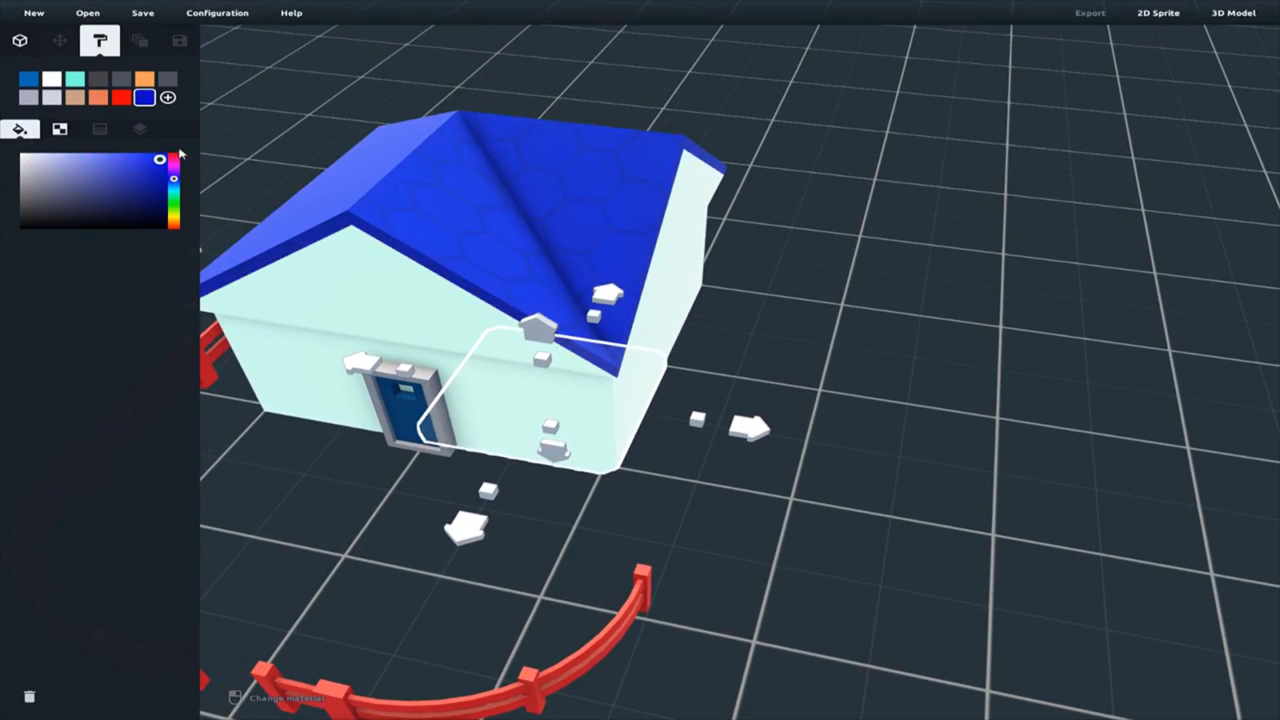 New Open Save Configuration Help Export 2D Sprite 3D Model
Change material